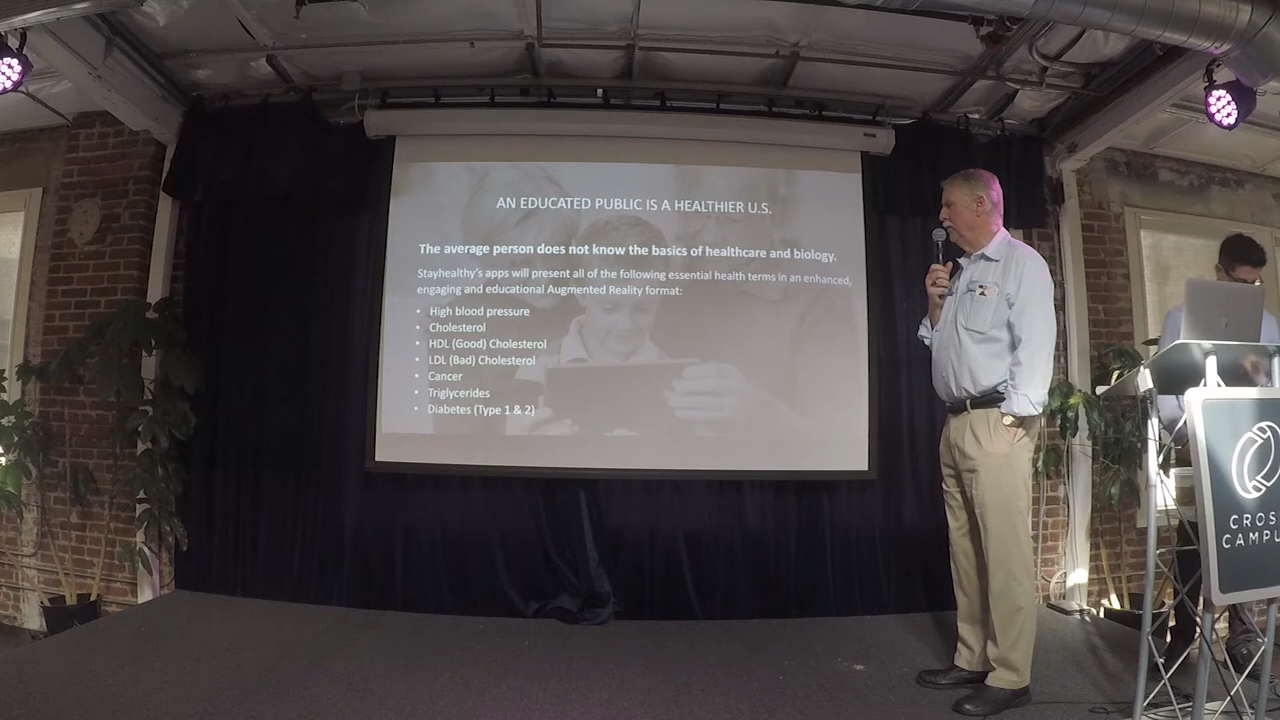 AN EDUCATED PUBLIC IS A HEALTHIER U.S.
The average person does not know the basics of healthcare and biology.
Stayhealthy's apps will present all of the following essential health terms in an enhanced,
engaging and educational Augmented Reality format:
• High blood pressure
• Cholesterol
• HDL (Good) Cholesterol
• LDL (Bad) Cholesterol
• Cancer
• Triglycerides
• Diabetes (Type 1 & 2)
CROS
CAMPU